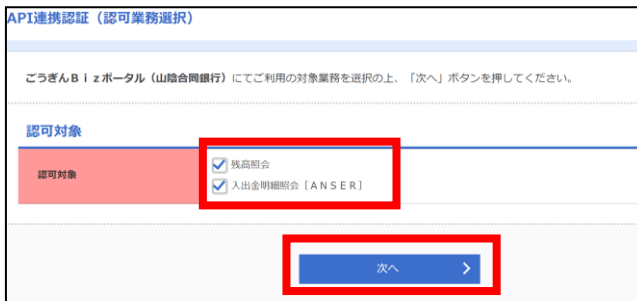 API連携認証（認可業務選択）
ごうぎんＢｉｚポータル（山陰合同銀行）にてご利用の対象業務を選択の上、「次へ」ボタンを押してください。
認可対象
認可対象
残高照会
入出金明細照会［ＡＮＳＥＲ］
次へ